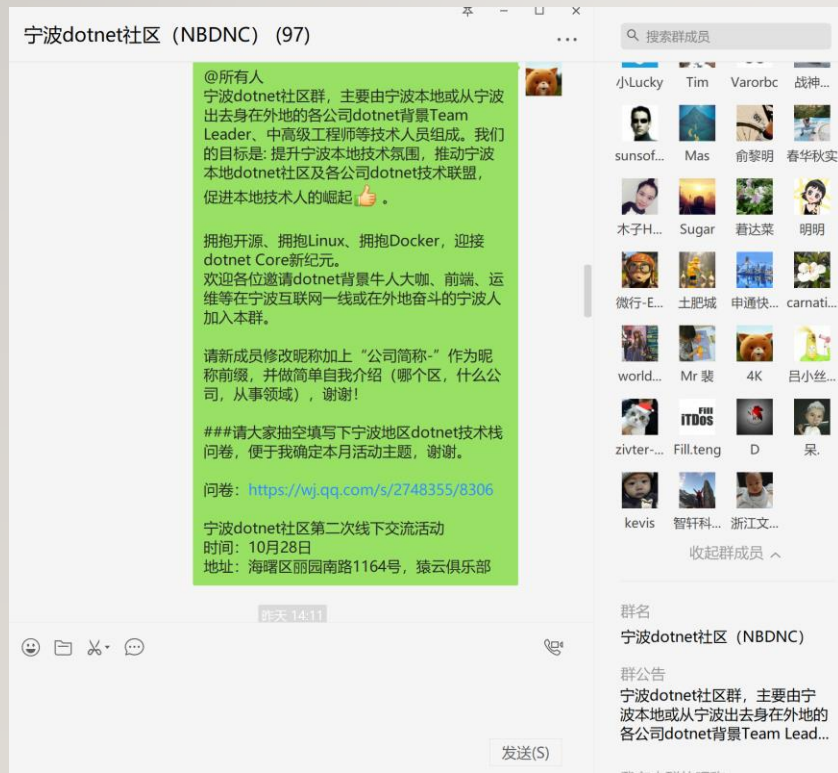 宁波dotnet社区（NBDNC） (97)
@所有人
宁波dotnet社区群，主要由宁波本地或从宁波
出去身在外地的各公司dotnet背景Team
Leader、中高级工程师等技术人员组成。我们
的目标是: 提升宁波本地技术氛围，推动宁波
本地dotnet社区及各公司dotnet技术联盟，
促进本地技术人的崛起👍。
拥抱开源、拥抱Linux、拥抱Docker，迎接
dotnet Core新纪元。
欢迎各位邀请dotnet背景牛人大咖、前端、运
维等在宁波互联网一线或在外地奋斗的宁波人
加入本群。
请新成员修改昵称加上“公司简称-”作为昵
称前缀，并做简单自我介绍（哪个区，什么公
司，从事领域），谢谢！
###请大家抽空填写下宁波地区dotnet技术栈
问卷，便于我确定本月活动主题，谢谢。
问卷：https://wj.qq.com/s/2748355/8306
宁波dotnet社区第二次线下交流活动
时间：10月28日
地址：海曙区丽园南路1164号，猿云俱乐部
昨天 14:11
发送(S)
搜索群成员
小Lucky Tim Varorbc 战神...
sunsof... Mas 俞黎明 春华秋实
木子H... Sugar 莙达菜 明明
微行-E... 土肥城 申通快... carnati...
world... Mr 裴 4K 吕小丝...
iTDos Fill
zivter-... Fill.teng D 呆.
kevis 智轩科... 浙江文...
收起群成员
群名
宁波dotnet社区（NBDNC）
群公告
宁波dotnet社区群，主要由宁
波本地或从宁波出去身在外地的
各公司dotnet背景Team Lead...